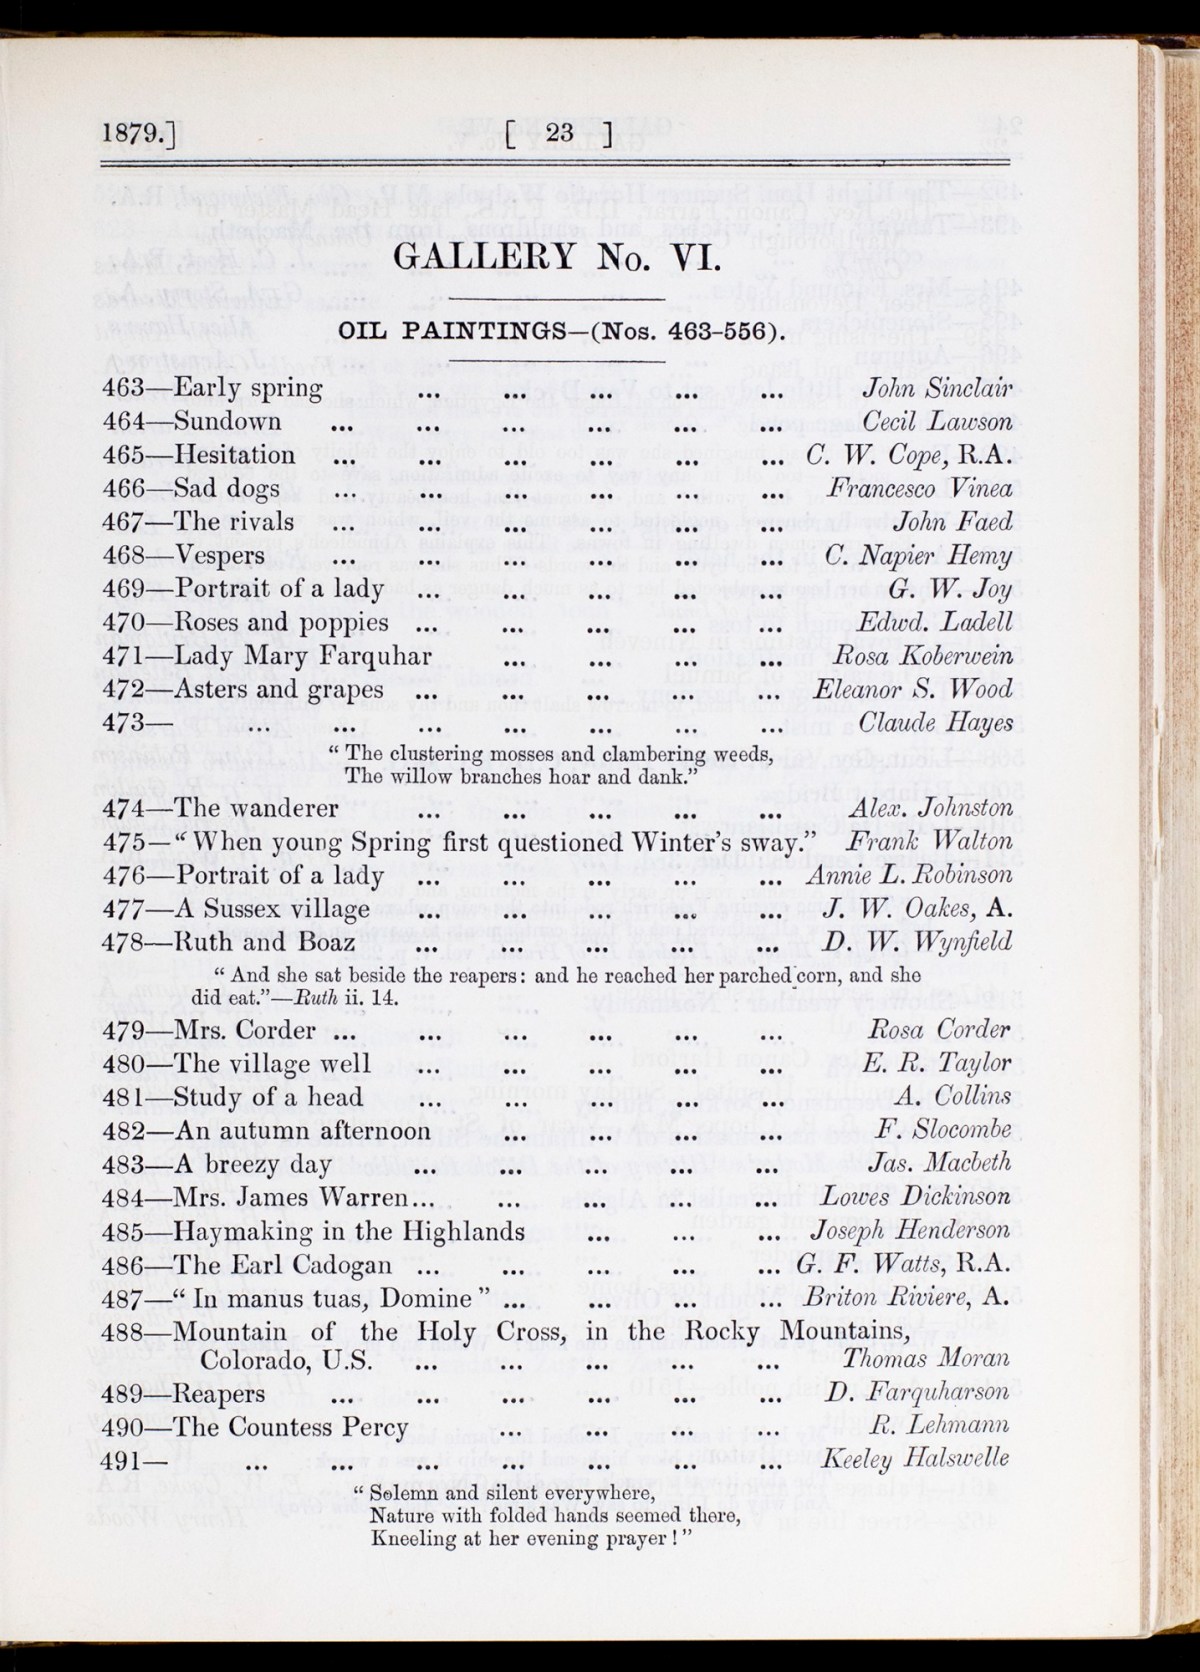 1879.] [ 23 ]
GALLERY No. VI.
OIL PAINTINGS—(Nos. 463-556).
463—Early spring ... ... ... ... ... John Sinclair
464—Sundown ... ... ... ... ... ... Cecil Lawson
465—Hesitation ... ... ... ... ... ... C. W. Cope, R.A.
466—Sad dogs ... ... ... ... ... ... Francesco Vinea
467—The rivals ... ... ... ... ... ... John Faed
468—Vespers ... ... ... ... ... ... C. Napier Hemy
469—Portrait of a lady ... ... ... ... ... G. W. Joy
470—Roses and poppies ... ... ... ... ... Edwd. Ladell
471—Lady Mary Farquhar ... ... ... ... Rosa Koberwein
472—Asters and grapes ... ... ... ... ... Eleanor S. Wood
473— ... ... ... ... ... ... ... Claude Hayes
“ The clustering mosses and clambering weeds,
The willow branches hoar and dank.”
474—The wanderer ... ... ... ... ... Alex. Johnston
475—“ When young Spring first questioned Winter’s sway.” Frank Walton
476—Portrait of a lady ... ... ... ... ... Annie L. Robinson
477—A Sussex village ... ... ... ... ... J. W. Oakes, A.
478—Ruth and Boaz ... ... ... ... ... D. W. Wynfield
“ And she sat beside the reapers: and he reached her parched corn, and she
did eat.”—Ruth ii. 14.
479—Mrs. Corder ... ... ... ... ... ... Rosa Corder
480—The village well ... ... ... ... ... E. R. Taylor
481—Study of a head ... ... ... ... ... A. Collins
482—An autumn afternoon ... ... ... ... F. Slocombe
483—A breezy day ... ... ... ... ... Jas. Macbeth
484—Mrs. James Warren... ... ... ... ... Lowes Dickinson
485—Haymaking in the Highlands ... ... ... Joseph Henderson
486—The Earl Cadogan ... ... ... ... ... G. F. Watts, R.A.
487—“ In manus tuas, Domine ” ... ... ... ... Briton Riviere, A.
488—Mountain of the Holy Cross, in the Rocky Mountains,
Colorado, U.S. ... ... ... ... ... Thomas Moran
489—Reapers ... ... ... ... ... ... D. Farquharson
490—The Countess Percy ... ... ... ... R. Lehmann
491— ... ... ... ... ... ... ... Keeley Halswelle
“ Solemn and silent everywhere,
Nature with folded hands seemed there,
Kneeling at her evening prayer ! ”